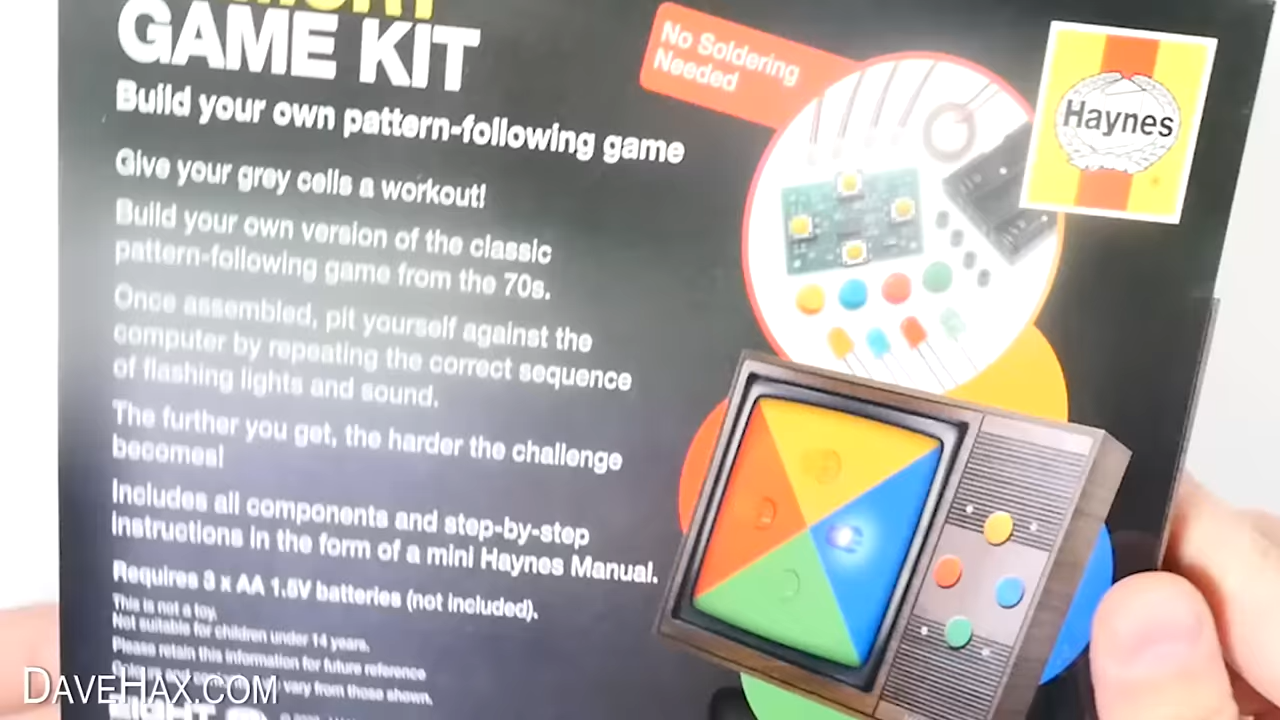 GAME KIT
Build your own pattern-following game
Give your grey cells a workout!
Build your own version of the classic
pattern-following game from the 70s.
Once assembled, pit yourself against the
computer by repeating the correct sequence
of flashing lights and sound.
The further you get, the harder the challenge
becomes!
Includes all components and step-by-step
instructions in the form of a mini Haynes Manual.
Requires 3 x AA 1.5V batteries (not included).
This is not a toy.
Not suitable for children under 14 years.
Please retain this information for future reference
vary from those shown.
No Soldering
Needed
Haynes
DAVEHAX.COM